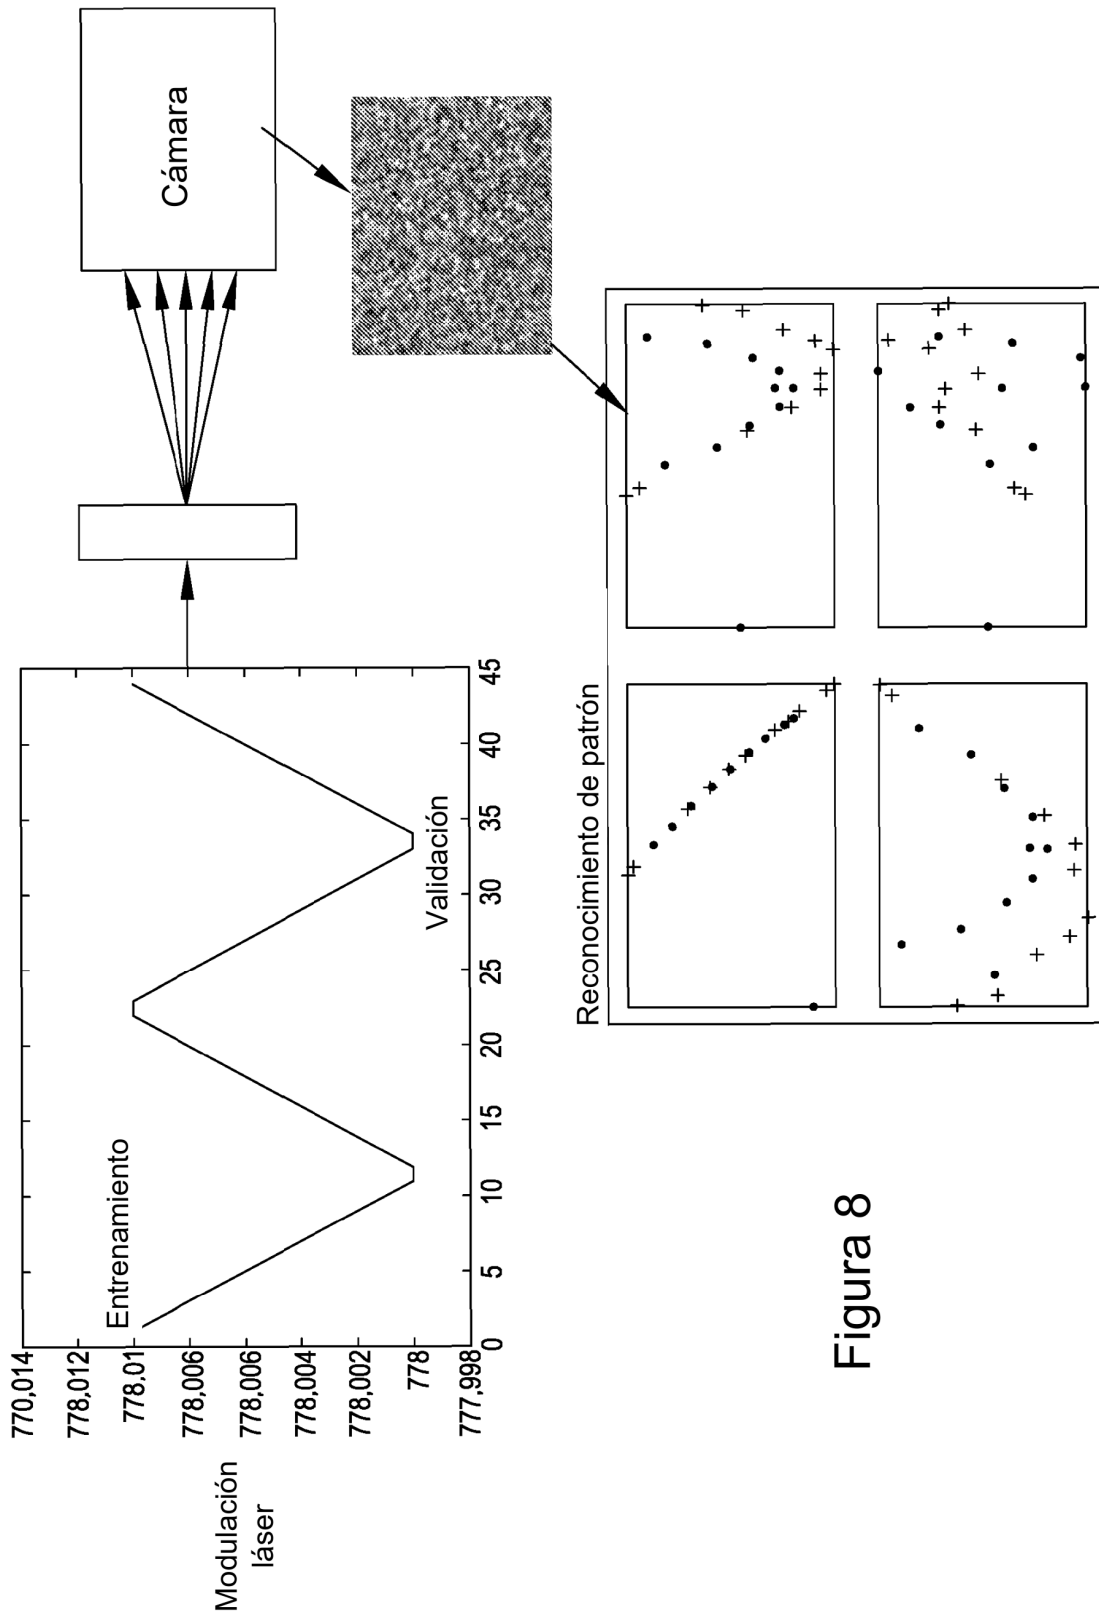 Modulación
láser
770,014
778,012
778,01
778,006
778,006
778,004
778,002
778
777,998
Entrenamiento
Validación
0
5
10
15
20
25
30
35
40
45
Cámara
Reconocimiento de patrón
Figura 8